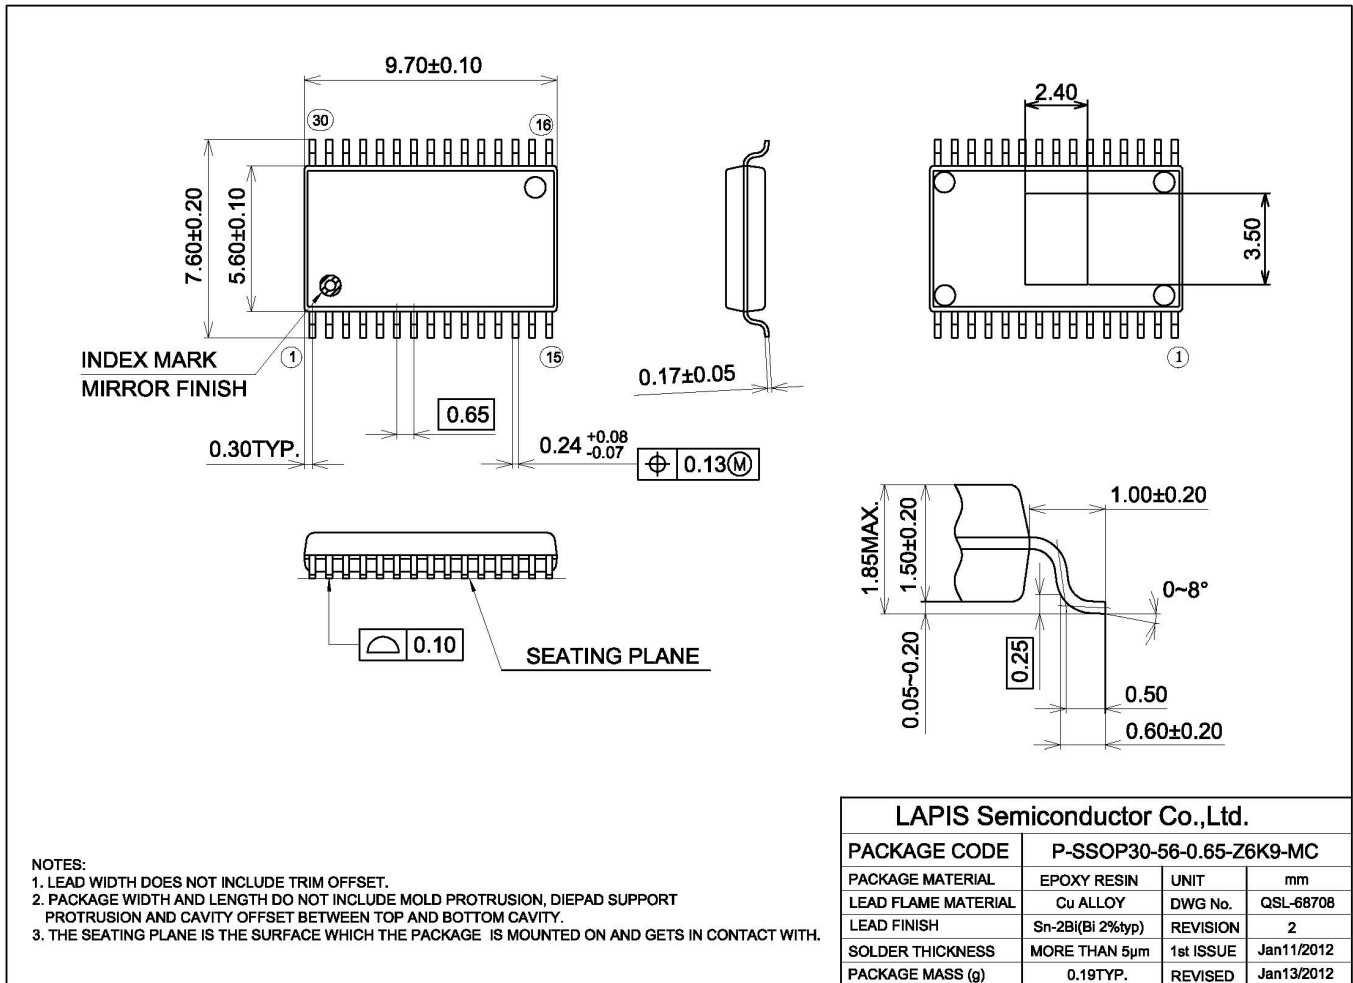 9.70±0.10
30
16
7.60±0.20
5.60±0.10
INDEX MARK
MIRROR FINISH
1
15
0.30TYP.
0.65
0.24 +0.08 -0.07
0.13Ⓜ
0.17±0.05
2.40
3.50
1
0.10
SEATING PLANE
1.85MAX.
1.50±0.20
1.00±0.20
0~8°
0.05~0.20
0.25
0.50
0.60±0.20
NOTES:
1. LEAD WIDTH DOES NOT INCLUDE TRIM OFFSET.
2. PACKAGE WIDTH AND LENGTH DO NOT INCLUDE MOLD PROTRUSION, DIEPAD SUPPORT
PROTRUSION AND CAVITY OFFSET BETWEEN TOP AND BOTTOM CAVITY.
3. THE SEATING PLANE IS THE SURFACE WHICH THE PACKAGE IS MOUNTED ON AND GETS IN CONTACT WITH.
LAPIS Semiconductor Co.,Ltd.
PACKAGE CODE P-SSOP30-56-0.65-Z6K9-MC
PACKAGE MATERIAL EPOXY RESIN UNIT mm
LEAD FLAME MATERIAL Cu ALLOY DWG No. QSL-68708
LEAD FINISH Sn-2Bi(Bi 2%typ) REVISION 2
SOLDER THICKNESS MORE THAN 5μm 1st ISSUE Jan11/2012
PACKAGE MASS (g) 0.19TYP. REVISED Jan13/2012